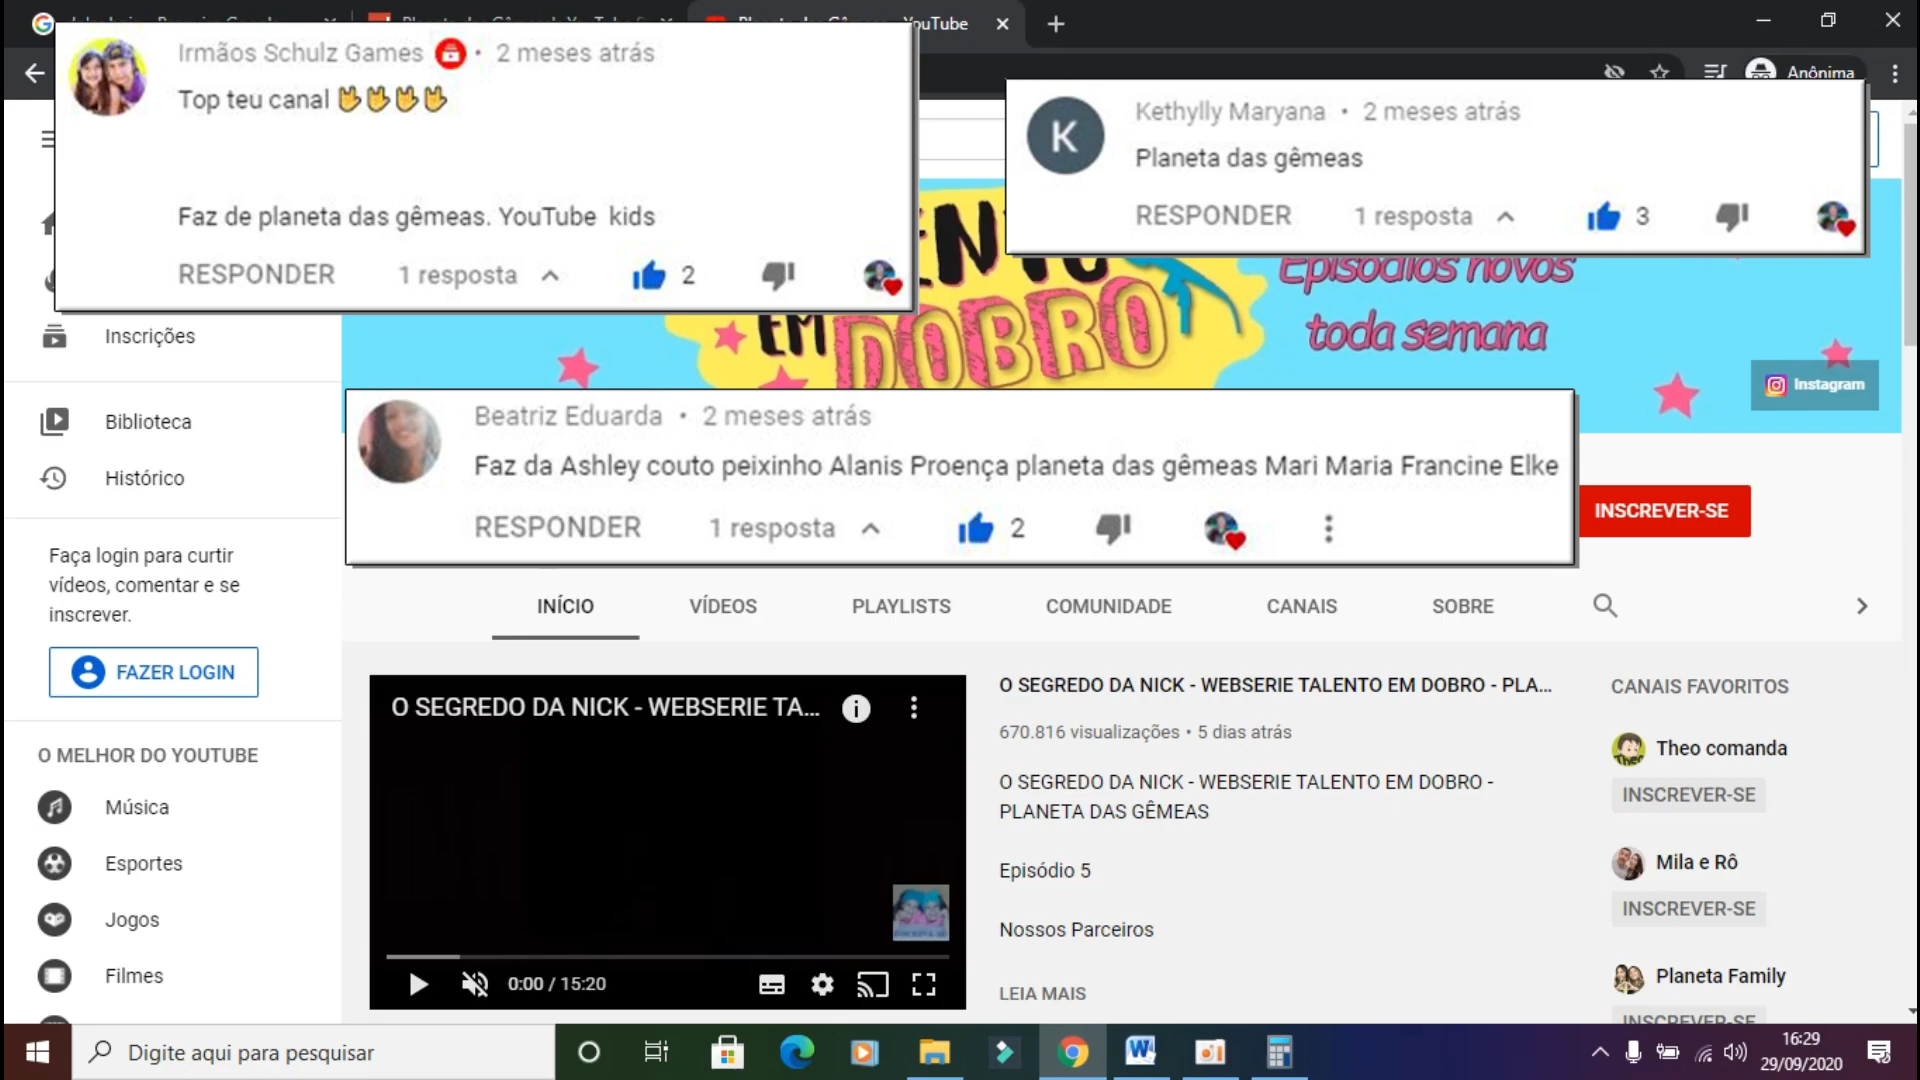 YouTube
Anônima
Irmãos Schulz Games • 2 meses atrás
Top teu canal 🖖🖖🖖🖖
Faz de planeta das gêmeas. YouTube kids
RESPONDER 1 resposta 2
Kethylly Maryana • 2 meses atrás
Planeta das gêmeas
RESPONDER 1 resposta 3
EM
DOBRO
Episódios novos
toda semana
Instagram
Beatriz Eduarda • 2 meses atrás
Faz da Ashley couto peixinho Alanis Proença planeta das gêmeas Mari Maria Francine Elke
RESPONDER 1 resposta 2
INSCREVER-SE
Inscrições
Biblioteca
Histórico
Faça login para curtir
vídeos, comentar e se
inscrever.
FAZER LOGIN
O MELHOR DO YOUTUBE
Música
Esportes
Jogos
Filmes
INÍCIO VÍDEOS PLAYLISTS COMUNIDADE CANAIS SOBRE
O SEGREDO DA NICK - WEBSERIE TA...
0:00 / 15:20
O SEGREDO DA NICK - WEBSERIE TALENTO EM DOBRO - PLA...
670.816 visualizações • 5 dias atrás
O SEGREDO DA NICK - WEBSERIE TALENTO EM DOBRO -
PLANETA DAS GÊMEAS
Episódio 5
Nossos Parceiros
LEIA MAIS
CANAIS FAVORITOS
Theo comanda
INSCREVER-SE
Mila e Rô
INSCREVER-SE
Planeta Family
INSCREVER-SE
Digite aqui para pesquisar
16:29
29/09/2020